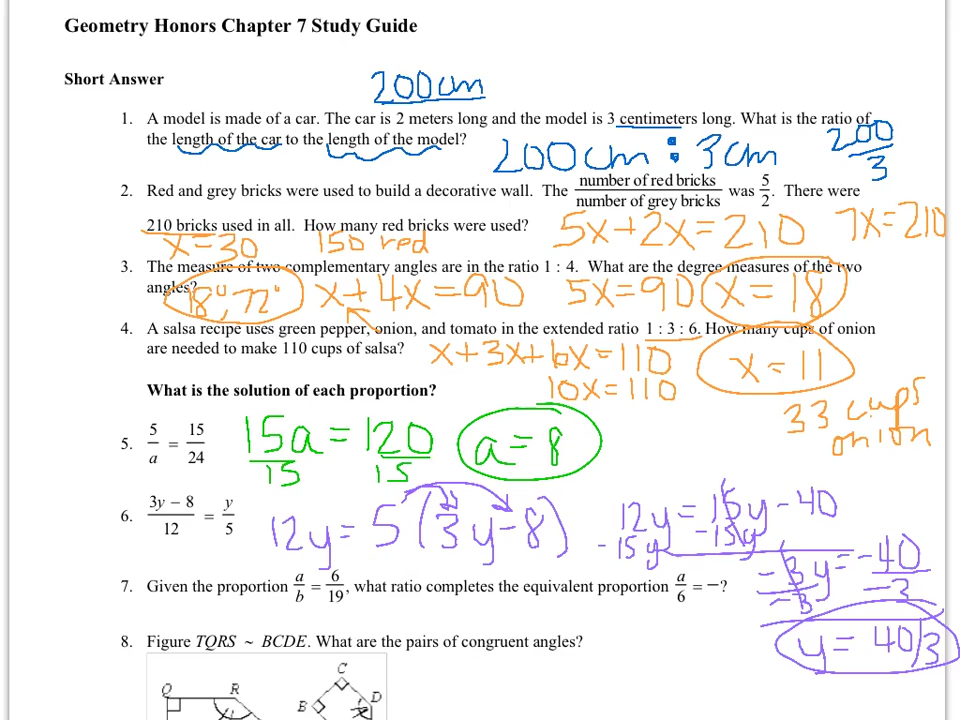 Geometry Honors Chapter 7 Study Guide
Short Answer
200cm
1. A model is made of a car. The car is 2 meters long and the model is 3 centimeters long. What is the ratio of
the length of the car to the length of the model?
200cm : 3cm
200/3
2. Red and grey bricks were used to build a decorative wall. The number of red bricks / number of grey bricks was 5/2. There were
210 bricks used in all. How many red bricks were used?
5x+2x=210
7x=210
x=30
150 red
3. The measure of two complementary angles are in the ratio 1 : 4. What are the degree measures of the two
angles?
18°, 72°
x+4x=90
5x=90
x=18
4. A salsa recipe uses green pepper, onion, and tomato in the extended ratio 1 : 3 : 6. How many cups of onion
are needed to make 110 cups of salsa?
x+3x+6x=110
10x=110
x=11
33 cups
onion
What is the solution of each proportion?
5. 5/a = 15/24
15a=120
15 15
a=8
6. 3y − 8/12 = y/5
12y=5(3y-8)
12y=15y-40
-15y -15y
-3y=-40
-3 -3
y=40/3
7. Given the proportion a/b = 6/19, what ratio completes the equivalent proportion a/6 = −?
8. Figure TQRS ~ BCDE. What are the pairs of congruent angles?
Q R
C
B D